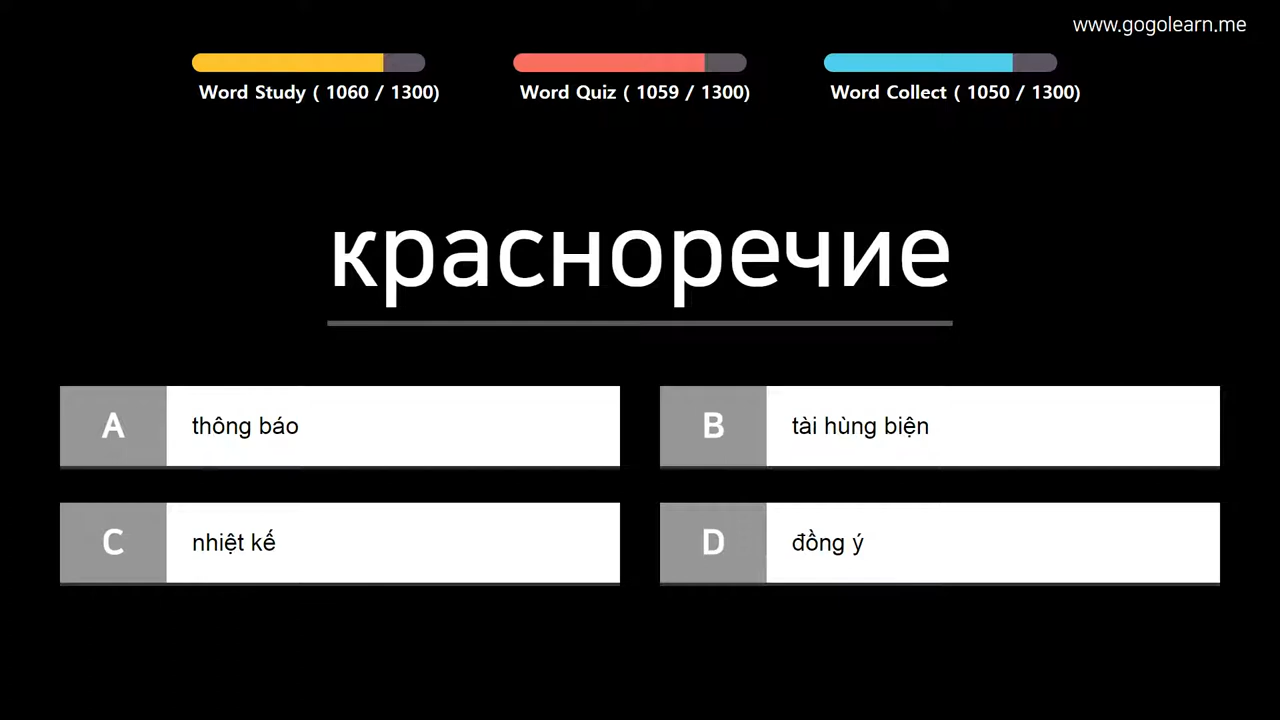 www.gogolearn.me
Word Study ( 1060 / 1300)
Word Quiz ( 1059 / 1300)
Word Collect ( 1050 / 1300)
красноречие
A thông báo
B tài hùng biện
C nhiệt kế
D đồng ý